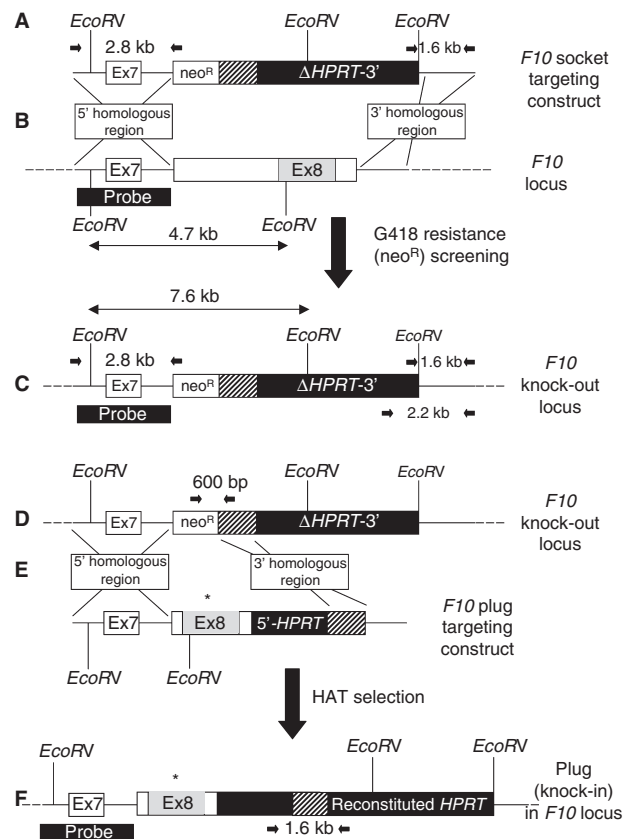 A
EcoRV
EcoRV
EcoRV
2.8 kb
1.6 kb
Ex7
neoR
ΔHPRT-3’
F10 socket
targeting
construct
5’ homologous
region
3’ homologous
region
B
Ex7
Ex8
F10
locus
Probe
EcoRV
EcoRV
4.7 kb
G418 resistance
(neoR) screening
7.6 kb
EcoRV
EcoRV
EcoRV
2.8 kb
1.6 kb
C
Ex7
neoR
ΔHPRT-3’
F10
knock-out
locus
Probe
2.2 kb
EcoRV
EcoRV
EcoRV
600 bp
D
Ex7
neoR
ΔHPRT-3’
F10
knock-out
locus
5’ homologous
region
3’ homologous
region
E
*
Ex7
Ex8
5’-HPRT
F10 plug
targeting
construct
EcoRV
EcoRV
HAT selection
EcoRV
EcoRV
EcoRV
*
F
Ex7
Ex8
Reconstituted HPRT
Plug
(knock-in)
in F10 locus
Probe
1.6 kb